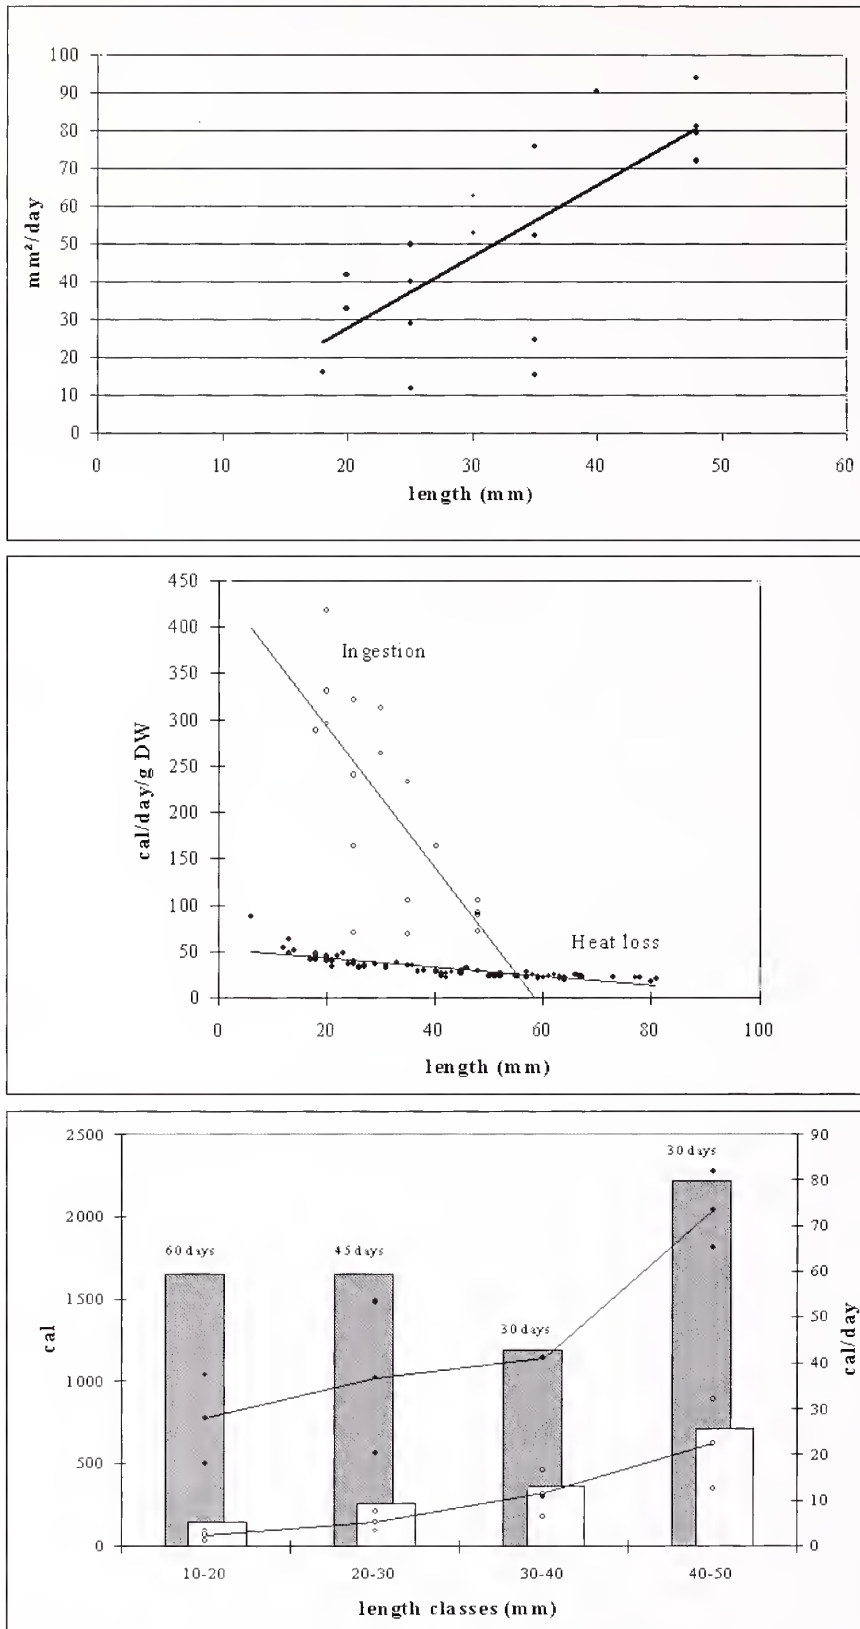 100
90
80
70
60
50
40
30
20
10
0
mm²/day
0 10 20 30 40 50 60
length (mm)
450
400
350
300
250
200
150
100
50
0
cal/day/g DW
Ingestion
Heat loss
0 20 40 60 80 100
length (mm)
2500
2000
1500
1000
500
0
cal
60 days
45 days
30 days
30 days
90
80
70
60
50
40
30
20
10
0
cal/day
10-20 20-30 30-40 40-50
length classes (mm)